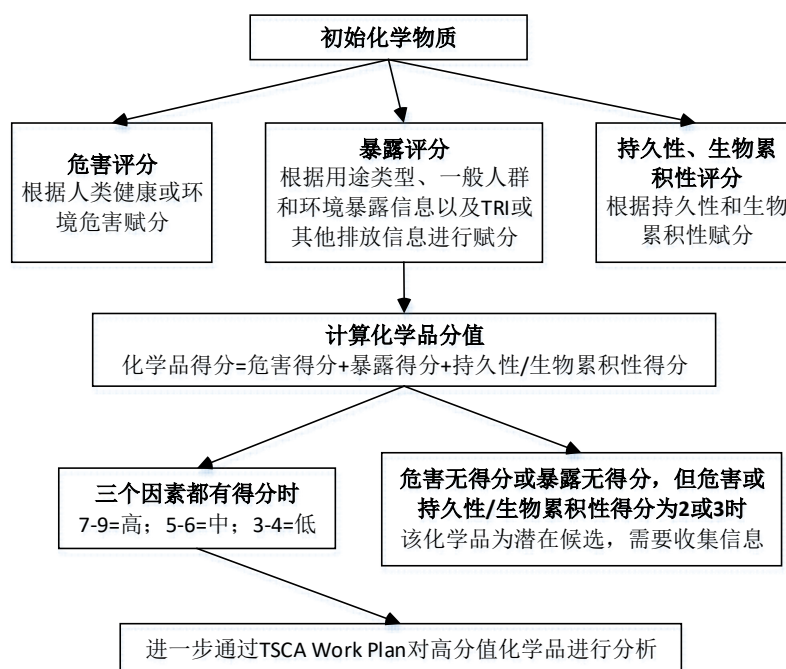 初始化学物质
危害评分
根据人类健康或环
境危害赋分
暴露评分
根据用途类型、一般人群
和环境暴露信息以及TRI或
其他排放信息进行赋分
持久性、生物累
积性评分
根据持久性和生物
累积性赋分
计算化学品分值
化学品得分=危害得分+暴露得分+持久性/生物累积性得分
三个因素都有得分时
7-9=高；5-6=中；3-4=低
危害无得分或暴露无得分，但危害或
持久性/生物累积性得分为2或3时
该化学品为潜在候选，需要收集信息
进一步通过TSCA Work Plan对高分值化学品进行分析